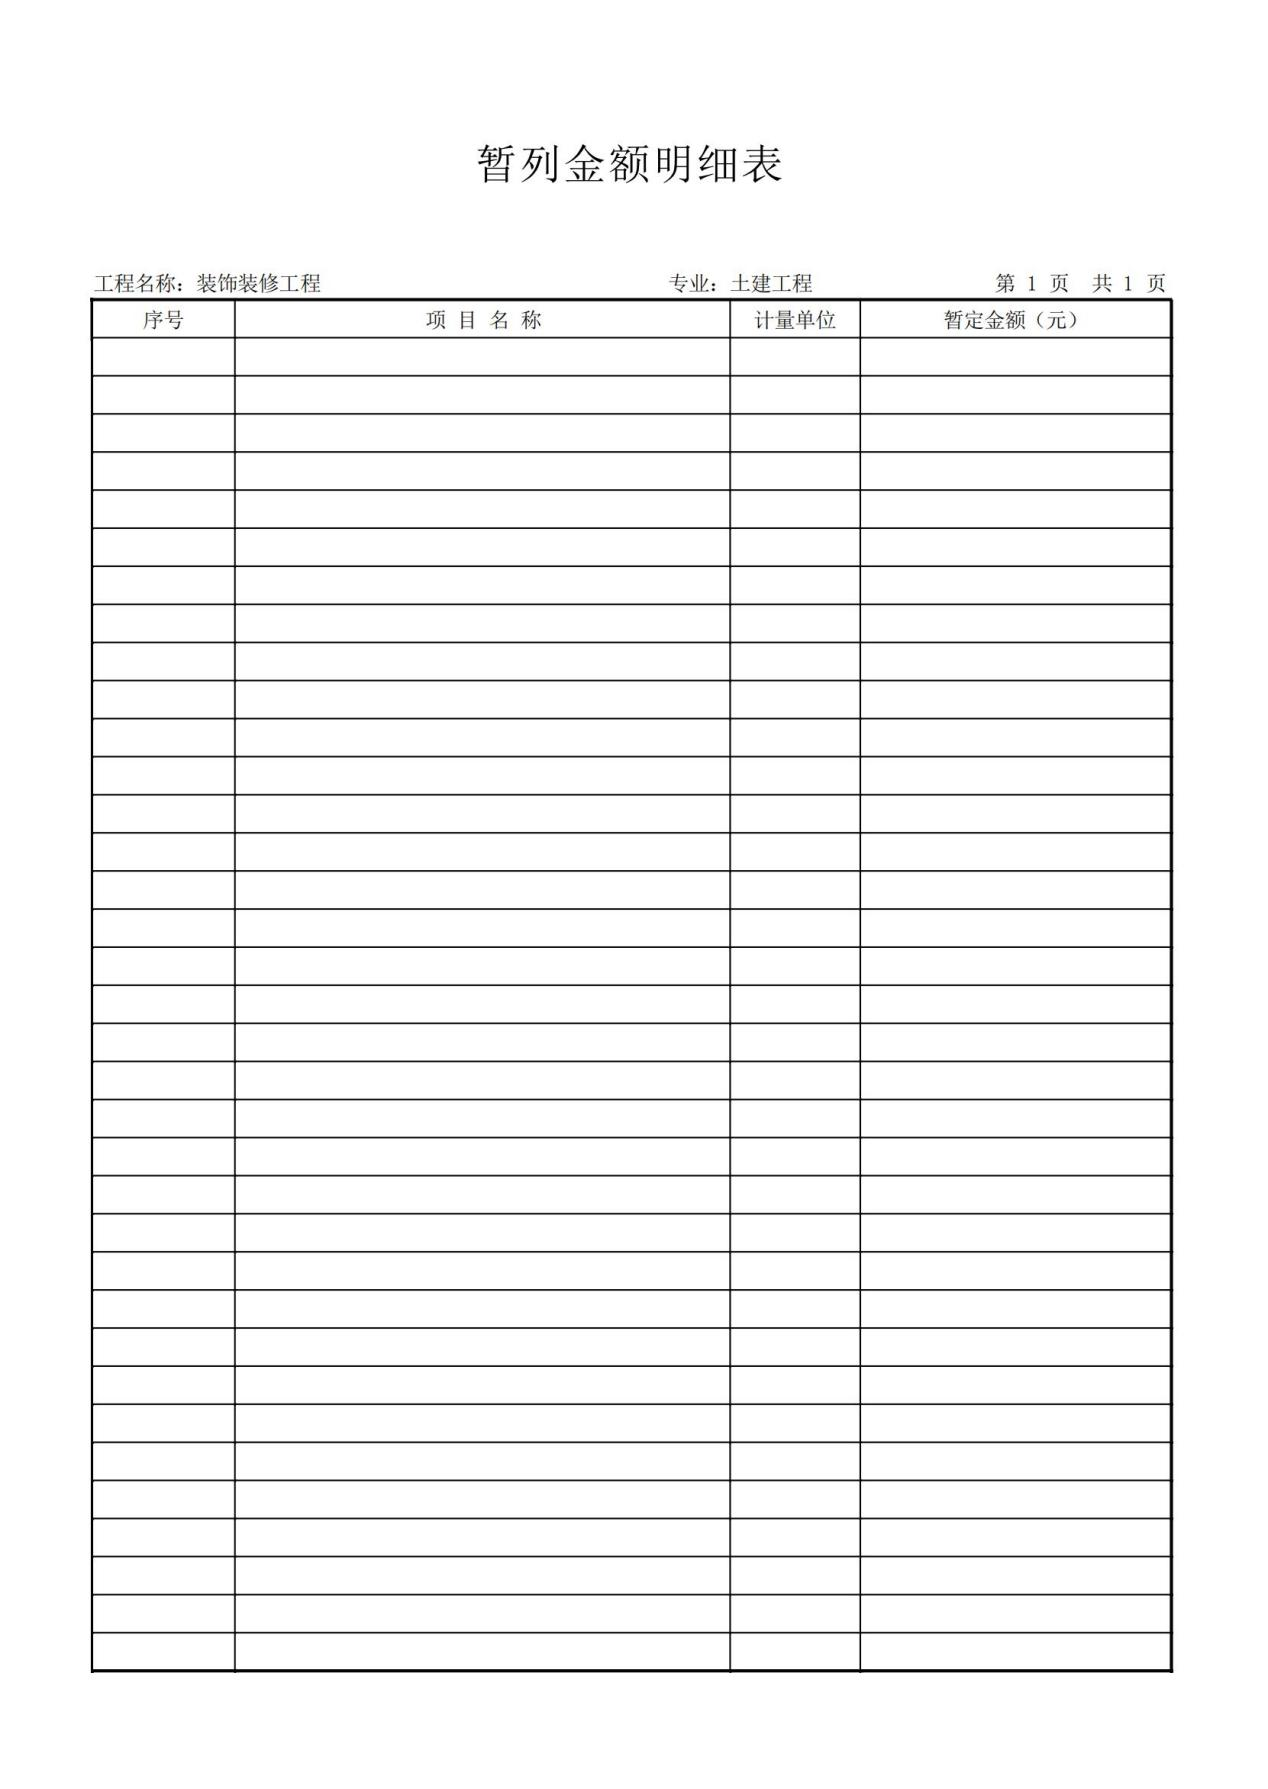 暂列金额明细表
工程名称：装饰装修工程 专业：土建工程 第 1 页 共 1 页
序号 项 目 名 称 计量单位 暂定金额（元）